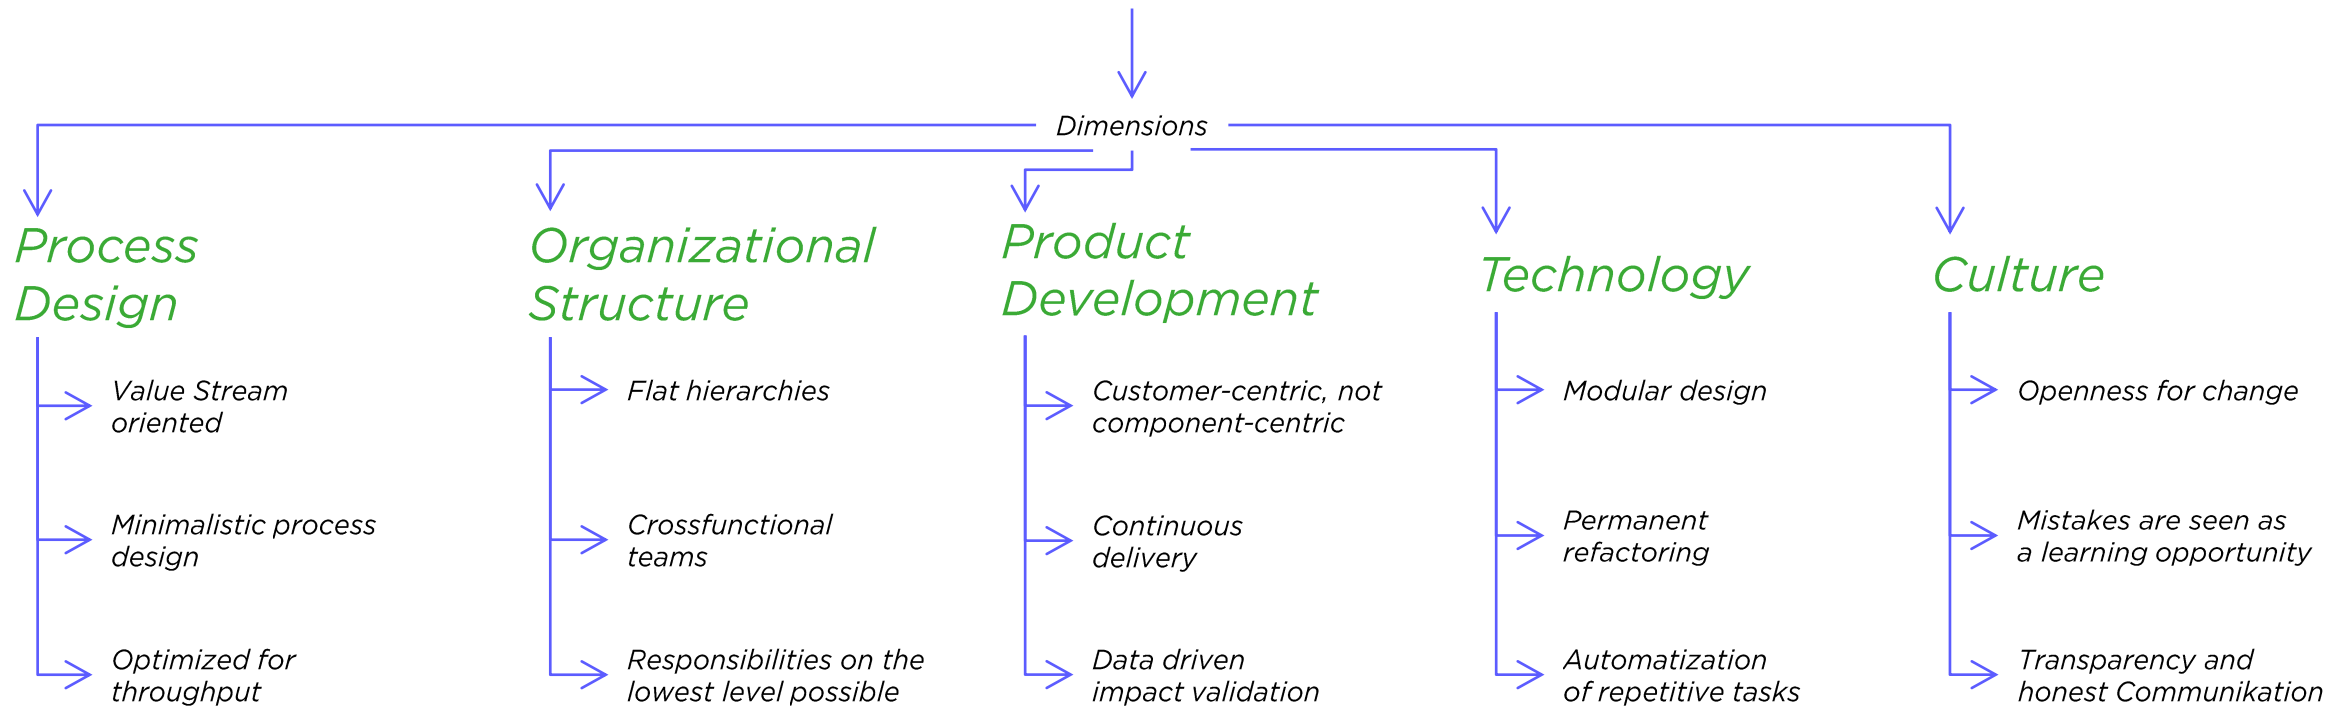 Dimensions
Process
Design
Value Stream
oriented
Minimalistic process
design
Optimized for
throughput
Organizational
Structure
Flat hierarchies
Crossfunctional
teams
Responsibilities on the
lowest level possible
Product
Development
Customer-centric, not
component-centric
Continuous
delivery
Data driven
impact validation
Technology
Modular design
Permanent
refactoring
Automatization
of repetitive tasks
Culture
Openness for change
Mistakes are seen as
a learning opportunity
Transparency and
honest Communikation